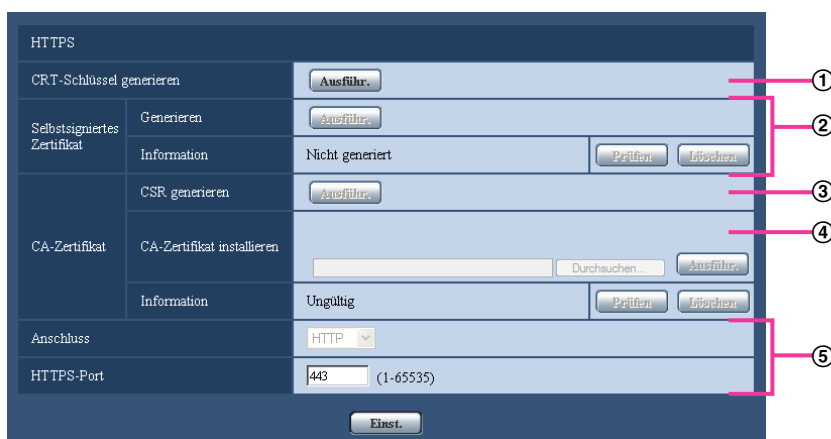 HTTPS
CRT-Schlüssel generieren Ausführ. ①
Selbstsigniertes Zertifikat
Generieren Ausführ. ②
Information Nicht generiert Prüfen Löschen
CA-Zertifikat
CSR generieren Ausführ. ③
CA-Zertifikat installieren Durchsuchen... Ausführ. ④
Information Ungültig Prüfen Löschen
Anschluss HTTP ⑤
HTTPS-Port 443 (1-65535)
Einst.